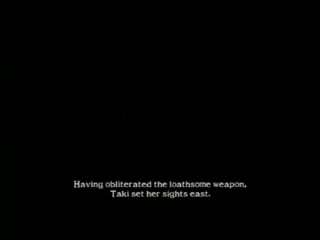 Having obliterated the loathsome weapon,
Taki set her sights east.